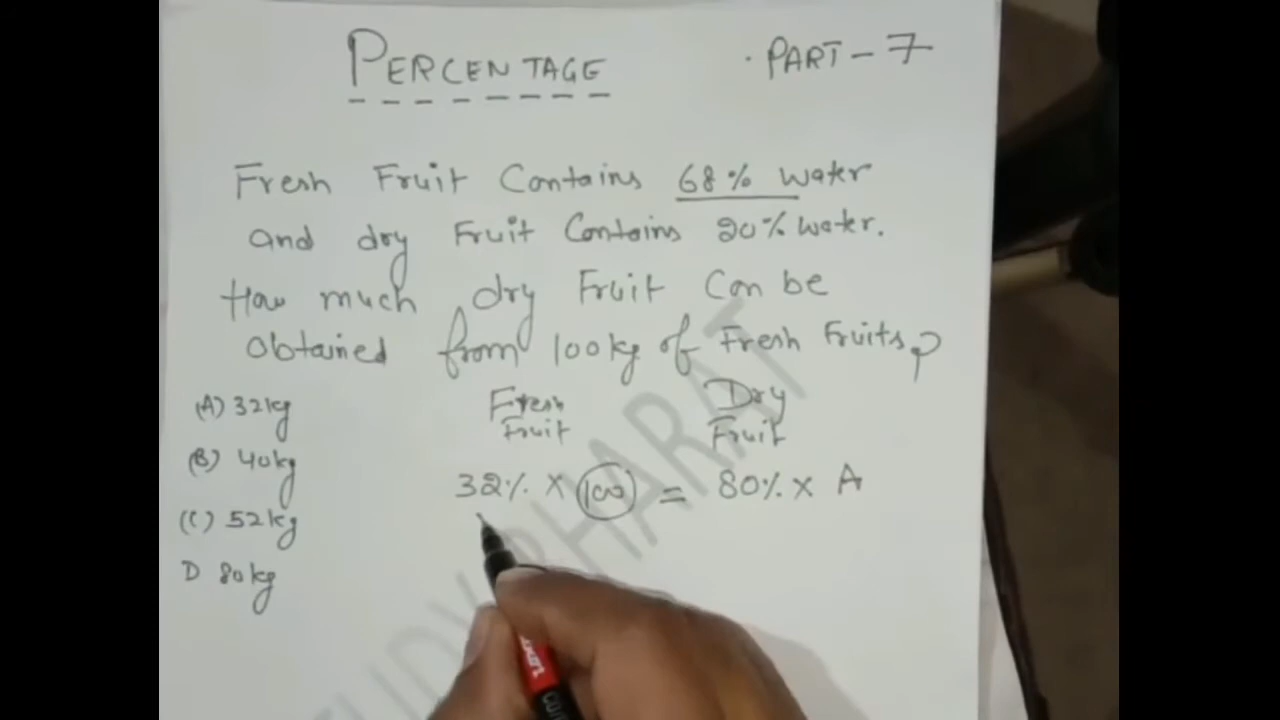 PERCENTAGE
. PART - 7
Fresh Fruit Contains 68% Water
and dry Fruit Contains 20% Water.
How much dry Fruit Can be
Obtained from 100kg of Fresh Fruits?
(A) 32kg
(B) 40kg
(C) 52kg
D 80kg
Fresh Fruit
Dry Fruit
32% X 100 = 80% X A